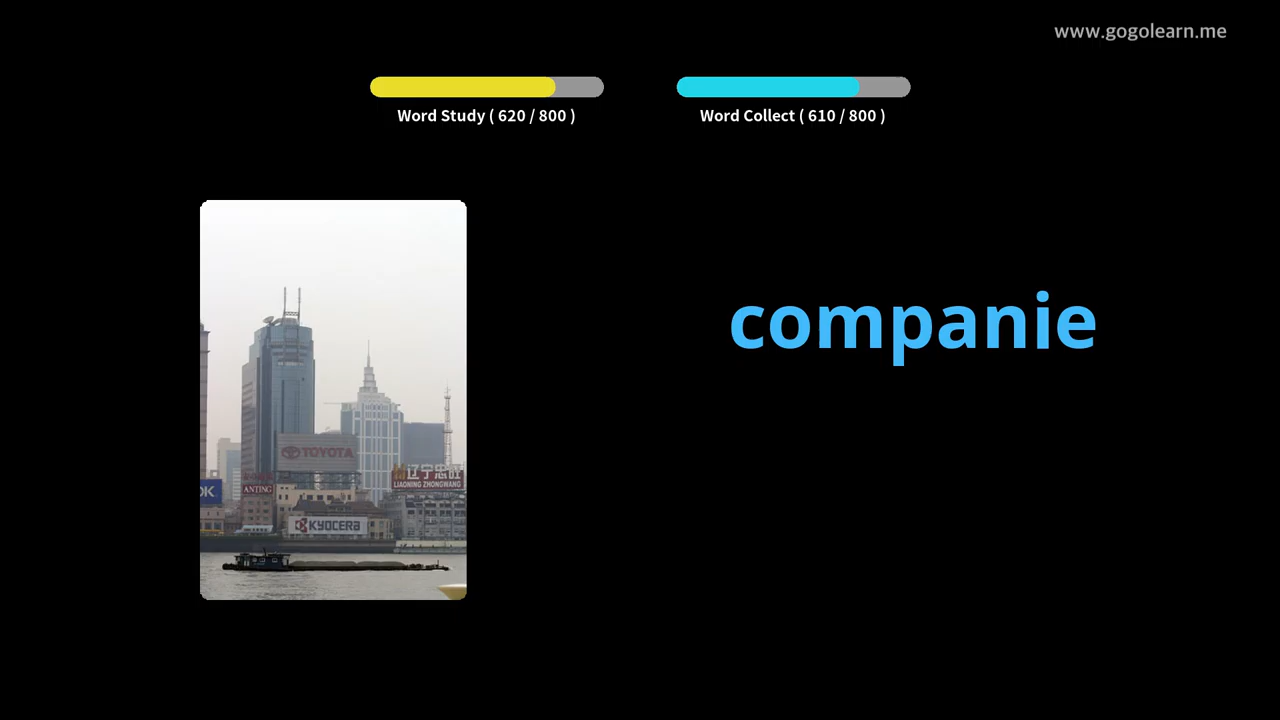 www.gogolearn.me
Word Study ( 620 / 800 )
Word Collect ( 610 / 800 )
companie
TOYOTA
辽宁忠旺
LIAONING ZHONGWANG
OK
ANTING
KYOCERA